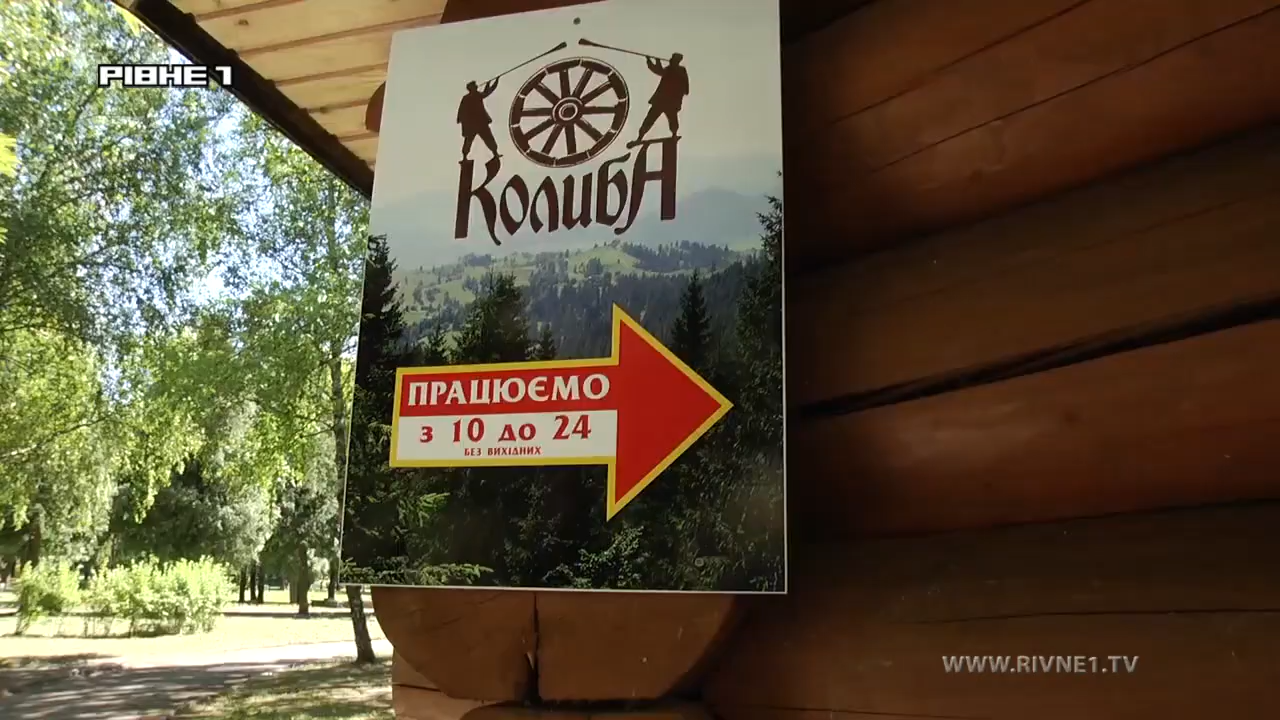 РІВНЕ 1
Колиба
ПРАЦЮЄМО
з 10 до 24
БЕЗ ВИХІДНИХ
WWW.RIVNE1.TV